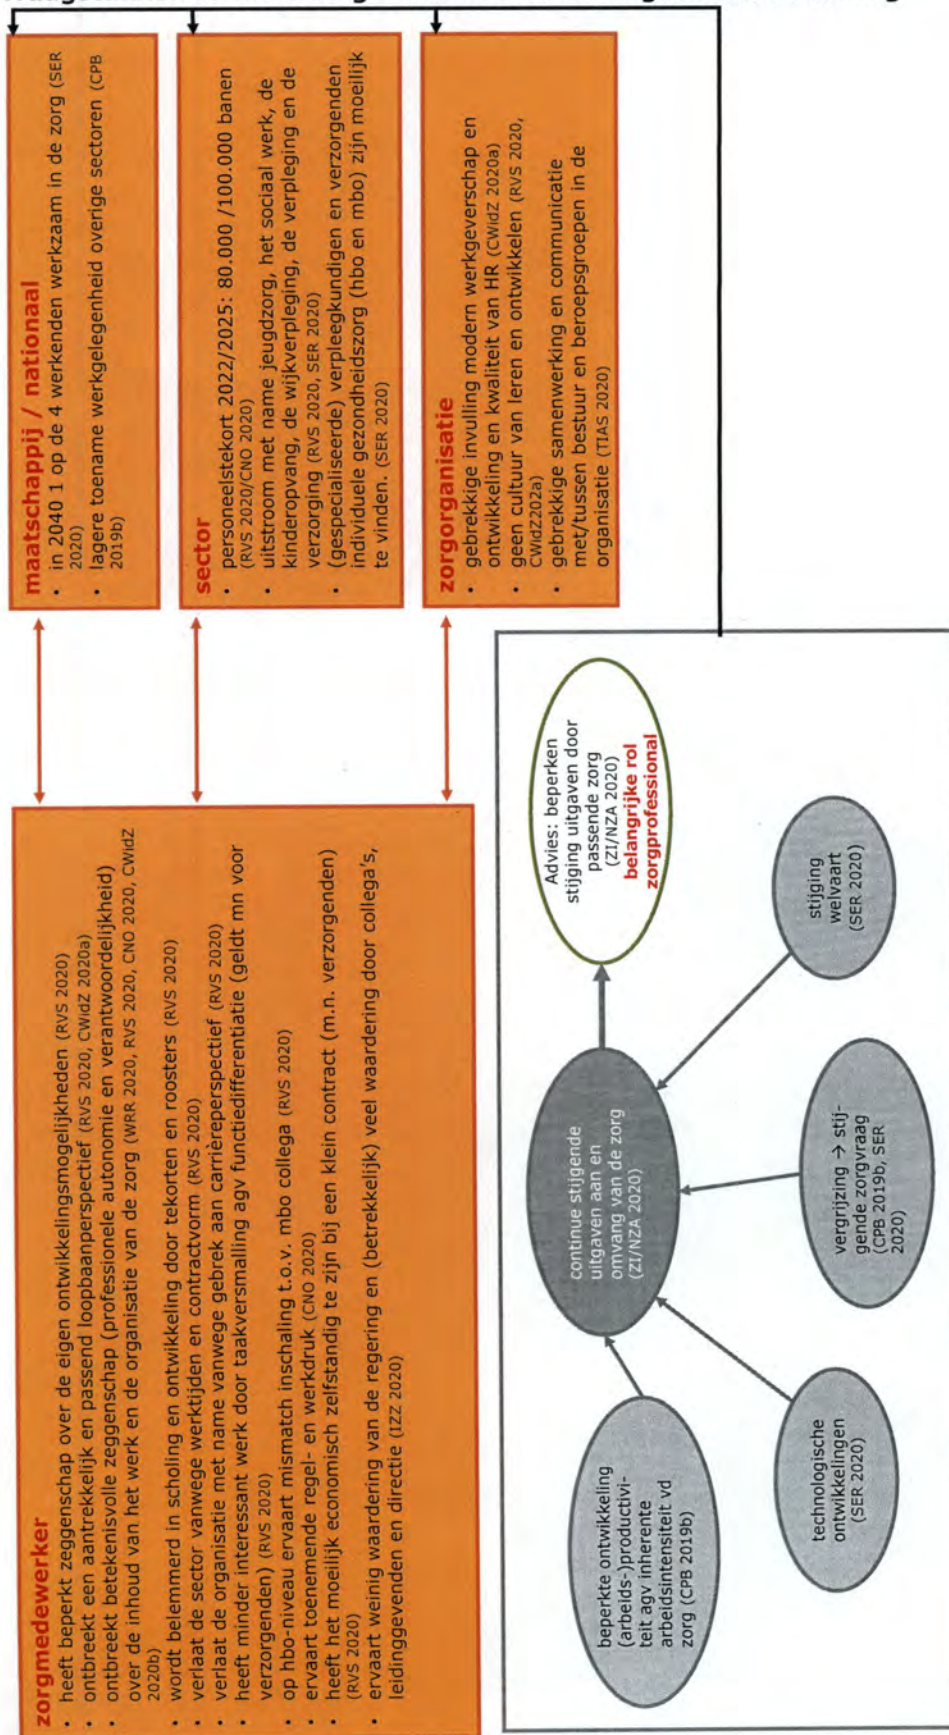 zorgmedewerker
• heeft beperkt zeggenschap over de eigen ontwikkelingsmogelijkheden (RVS 2020)
• ontbreekt een aantrekkelijk en passend loopbaanperspectief (RVS 2020, CWidZ 2020a)
• ontbreekt betekenisvolle zeggenschap (professionele autonomie en verantwoordelijkheid)
over de inhoud van het werk en de organisatie van de zorg (WRR 2020, RVS 2020, CNO 2020, CWidZ
2020b)
• wordt belemmerd in scholing en ontwikkeling door tekorten en roosters (RVS 2020)
• verlaat de sector vanwege werktijden en contractvorm (RVS 2020)
• verlaat de organisatie met name vanwege gebrek aan carrièreperspectief (RVS 2020)
• heeft minder interessant werk door taakversmalling agv functiedifferentiatie (geldt mn voor
verzorgenden) (RVS 2020)
• op hbo-niveau ervaart mismatch inschaling t.o.v. mbo collega (RVS 2020)
• ervaart toenemende regel- en werkdruk (CNO 2020)
• heeft het moeilijk economisch zelfstandig te zijn bij een klein contract (m.n. verzorgenden)
(RVS 2020)
• ervaart weinig waardering van de regering en (betrekkelijk) veel waardering door collega's,
leidinggevenden en directie (IZZ 2020)
maatschappij / nationaal
• in 2040 1 op de 4 werkenden werkzaam in de zorg (SER
2020)
• lagere toename werkgelegenheid overige sectoren (CPB
2019b)
sector
• personeelstekort 2022/2025: 80.000 /100.000 banen
(RVS 2020/CNO 2020)
• uitstroom met name jeugdzorg, het sociaal werk, de
kinderopvang, de wijkverpleging, de verpleging en de
verzorging (RVS 2020, SER 2020)
• (gespecialiseerde) verpleegkundigen en verzorgenden
individuele gezondheidszorg (hbo en mbo) zijn moeilijk
te vinden. (SER 2020)
zorgorganisatie
• gebrekkige invulling modern werkgeverschap en
ontwikkeling en kwaliteit van HR (CWidZ 2020a)
• geen cultuur van leren en ontwikkelen (RVS 2020,
CWidZ202a)
• gebrekkige samenwerking en communicatie
met/tussen bestuur en beroepsgroepen in de
organisatie (TIAS 2020)
beperkte ontwikkeling
(arbeids-)productivi-
teit agv inherente
arbeidsintensiteit vd
zorg (CPB 2019b)
technologische
ontwikkelingen
(SER 2020)
continue stijgende
uitgaven aan en
omvang van de zorg
(ZI/NZA 2020)
vergrijzing → stij-
gende zorgvraag
(CPB 2019b, SER
2020)
stijging
welvaart
(SER 2020)
Advies: beperken
stijging uitgaven door
passende zorg
(ZI/NZA 2020)
belangrijke rol
zorgprofessional